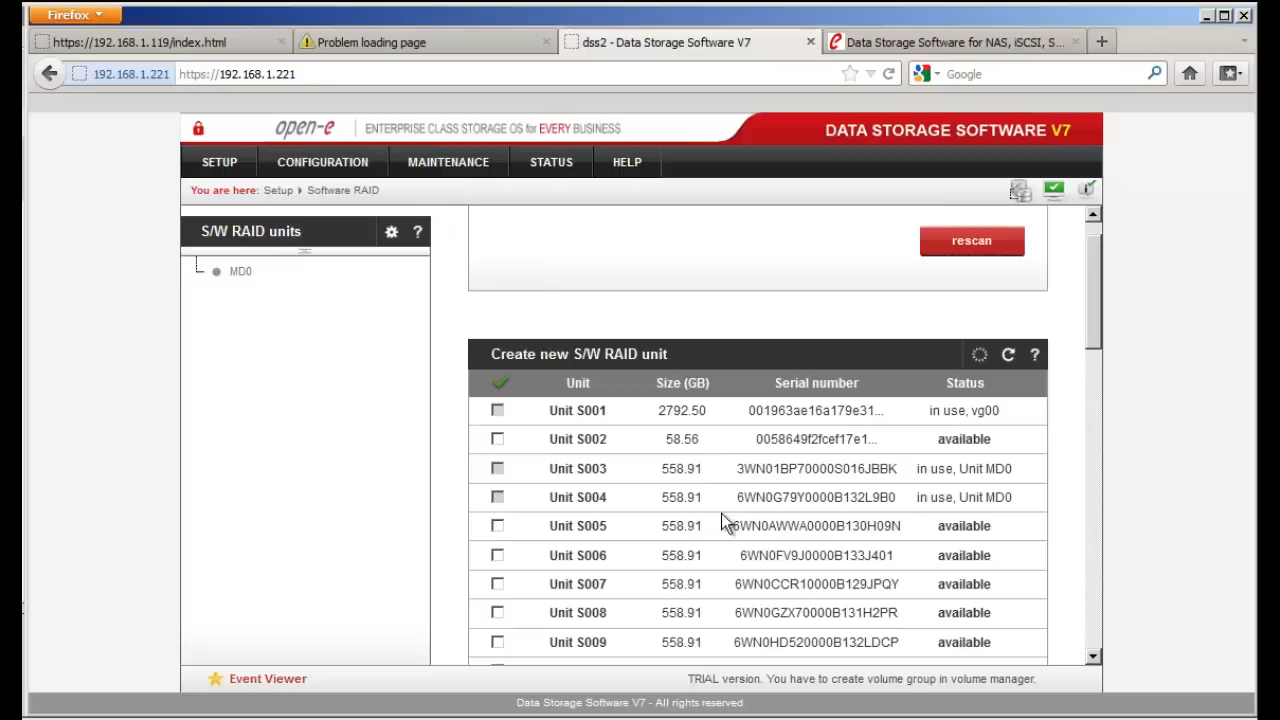 Firefox
https://192.168.1.119/index.html
Problem loading page
dss2 - Data Storage Software V7
Data Storage Software for NAS, iSCSI, S...
192.168.1.221
https://192.168.1.221
Google
open-e
ENTERPRISE CLASS STORAGE OS for EVERY BUSINESS
DATA STORAGE SOFTWARE V7
SETUP CONFIGURATION MAINTENANCE STATUS HELP
You are here: Setup Software RAID
S/W RAID units ?
MD0
rescan
Create new S/W RAID unit ?
Unit Size (GB) Serial number Status
Unit S001 2792.50 001963ae16a179e31... in use, vg00
Unit S002 58.56 0058649f2fcef17e1... available
Unit S003 558.91 3WN01BP70000S016JBBK in use, Unit MD0
Unit S004 558.91 6WN0G79Y0000B132L9B0 in use, Unit MD0
Unit S005 558.91 6WN0AWWA0000B130H09N available
Unit S006 558.91 6WN0FV9J0000B133J401 available
Unit S007 558.91 6WN0CCR10000B129JPQY available
Unit S008 558.91 6WN0GZX70000B131H2PR available
Unit S009 558.91 6WN0HD520000B132LDCP available
Event Viewer
TRIAL version. You have to create volume group in volume manager.
Data Storage Software V7 - All rights reserved